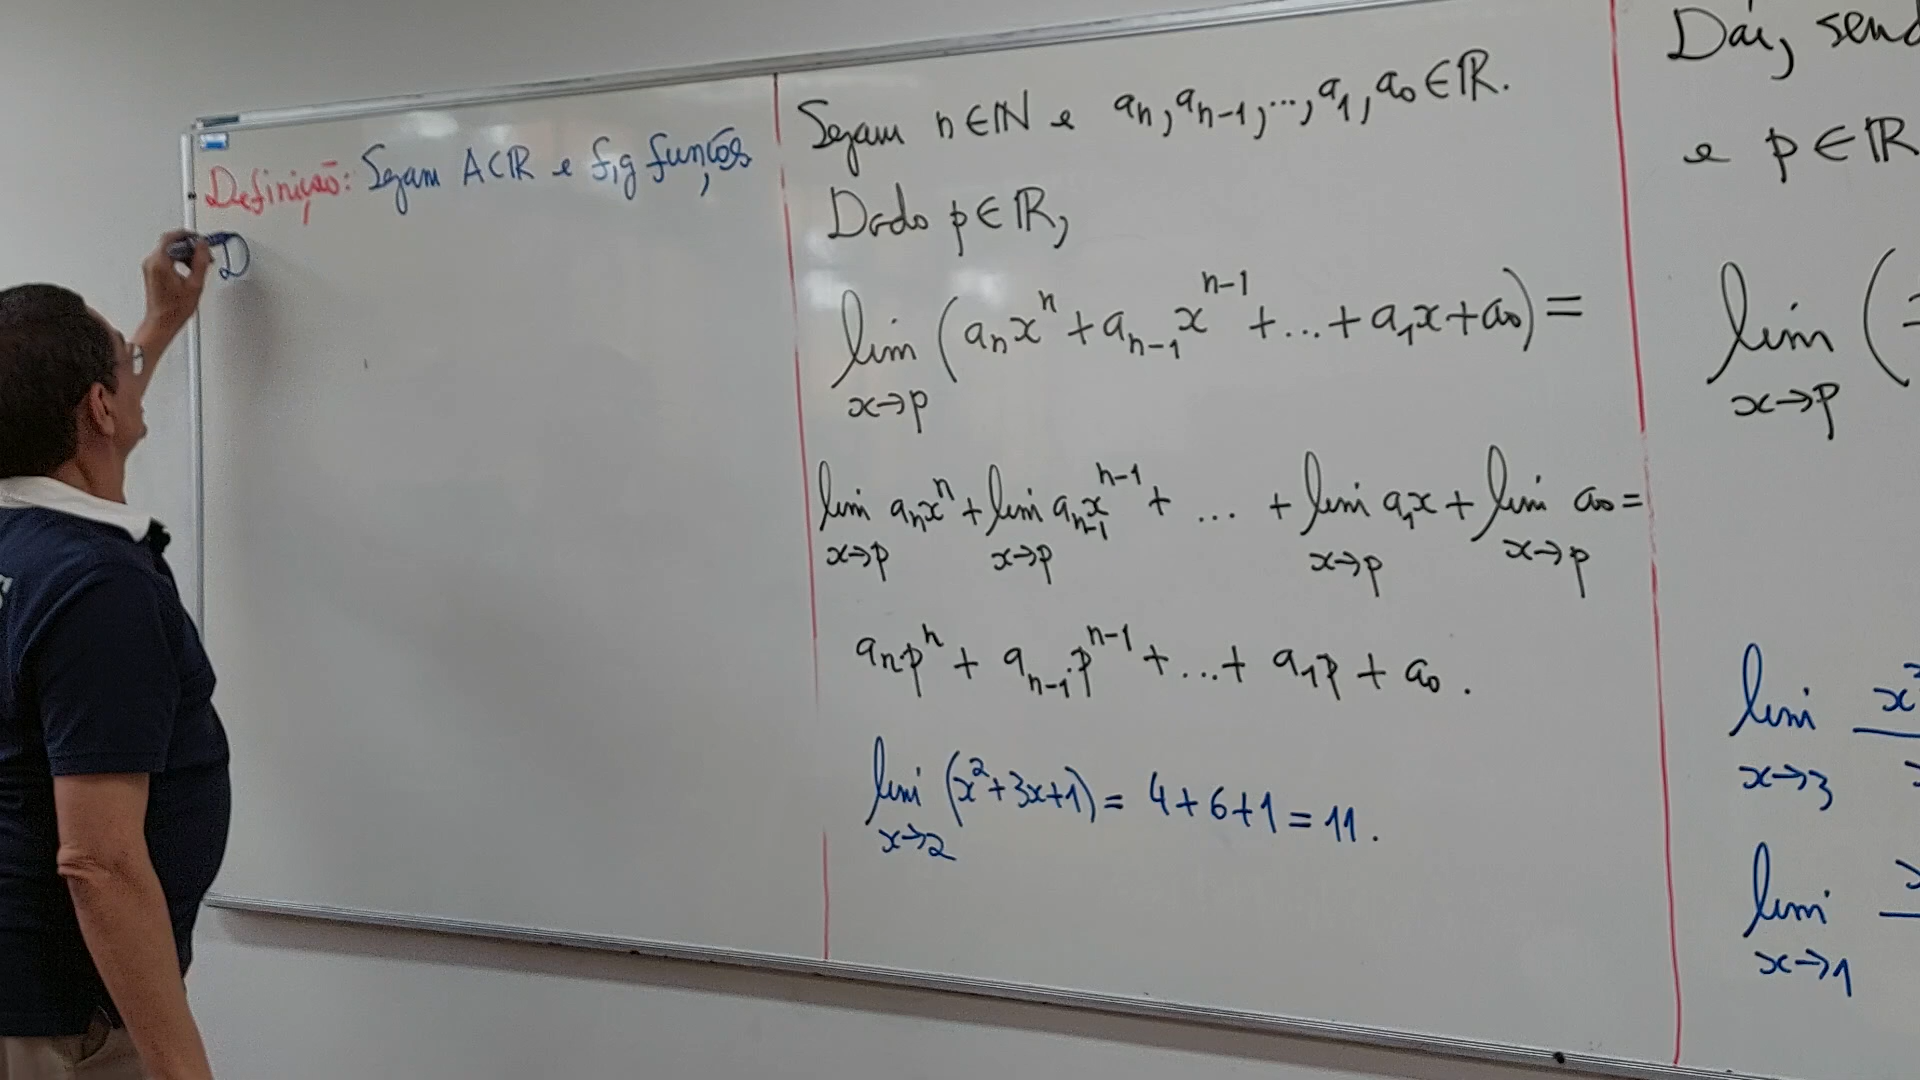 Definição: Sejam A⊂ℝ e f,g funções
D
Sejam n∈ℕ e aₙ, aₙ₋₁, ..., a₁, a₀ ∈ ℝ.
Dado p∈ℝ,
lim (aₙxⁿ + aₙ₋₁xⁿ⁻¹ + ... + a₁x + a₀) =
x→p
lim aₙxⁿ + lim aₙ₋₁xⁿ⁻¹ + ... + lim a₁x + lim a₀ =
x→p x→p x→p x→p
aₙpⁿ + aₙ₋₁pⁿ⁻¹ + ... + a₁p + a₀.
lim (x²+3x+1) = 4+6+1 = 11.
x→2
Daí, send
e p∈ℝ
lim (
x→p
lim x
x→3
lim
x→1